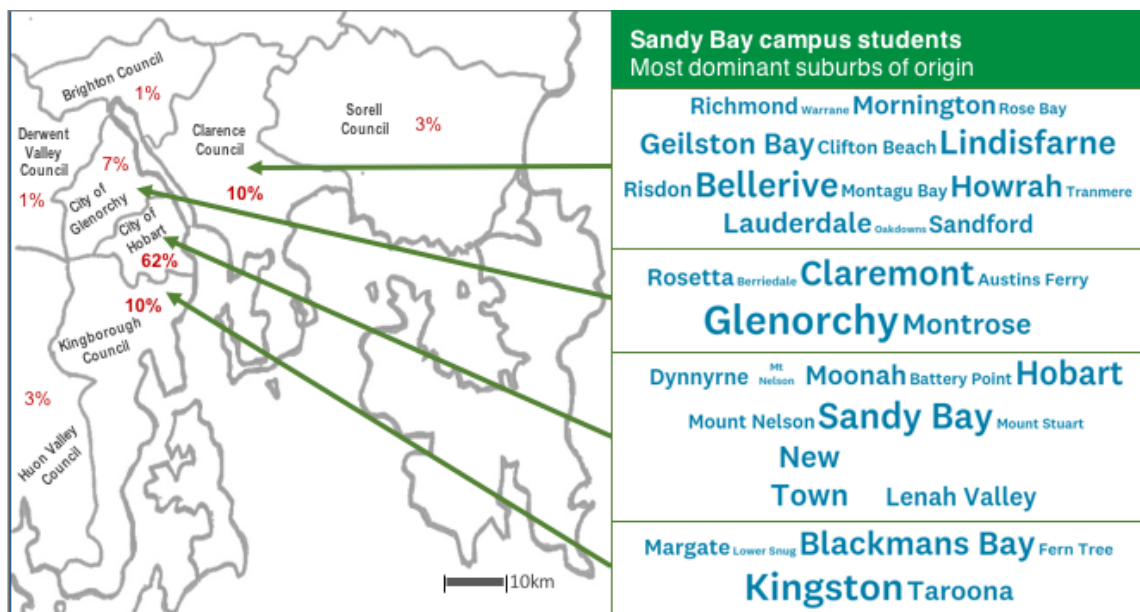 Brighton Council
1%
Sorell
Council
3%
Derwent
Valley
Council
1%
Clarence
Council
10%
7%
City of
Glenorchy
City of
Hobart
62%
10%
Kingborough
Council
3%
Huon Valley
Council
10km
Sandy Bay campus students
Most dominant suburbs of origin
Richmond Warrane Mornington Rose Bay
Geilston Bay Clifton Beach Lindisfarne
Risdon Bellerive Montagu Bay Howrah Tranmere
Lauderdale Oakdowns Sandford
Rosetta Berriedale Claremont Austins Ferry
Glenorchy Montrose
Dynnyrne Mt Nelson Moonah Battery Point Hobart
Mount Nelson Sandy Bay Mount Stuart
New
Town Lenah Valley
Margate Lower Snug Blackmans Bay Fern Tree
Kingston Taroona